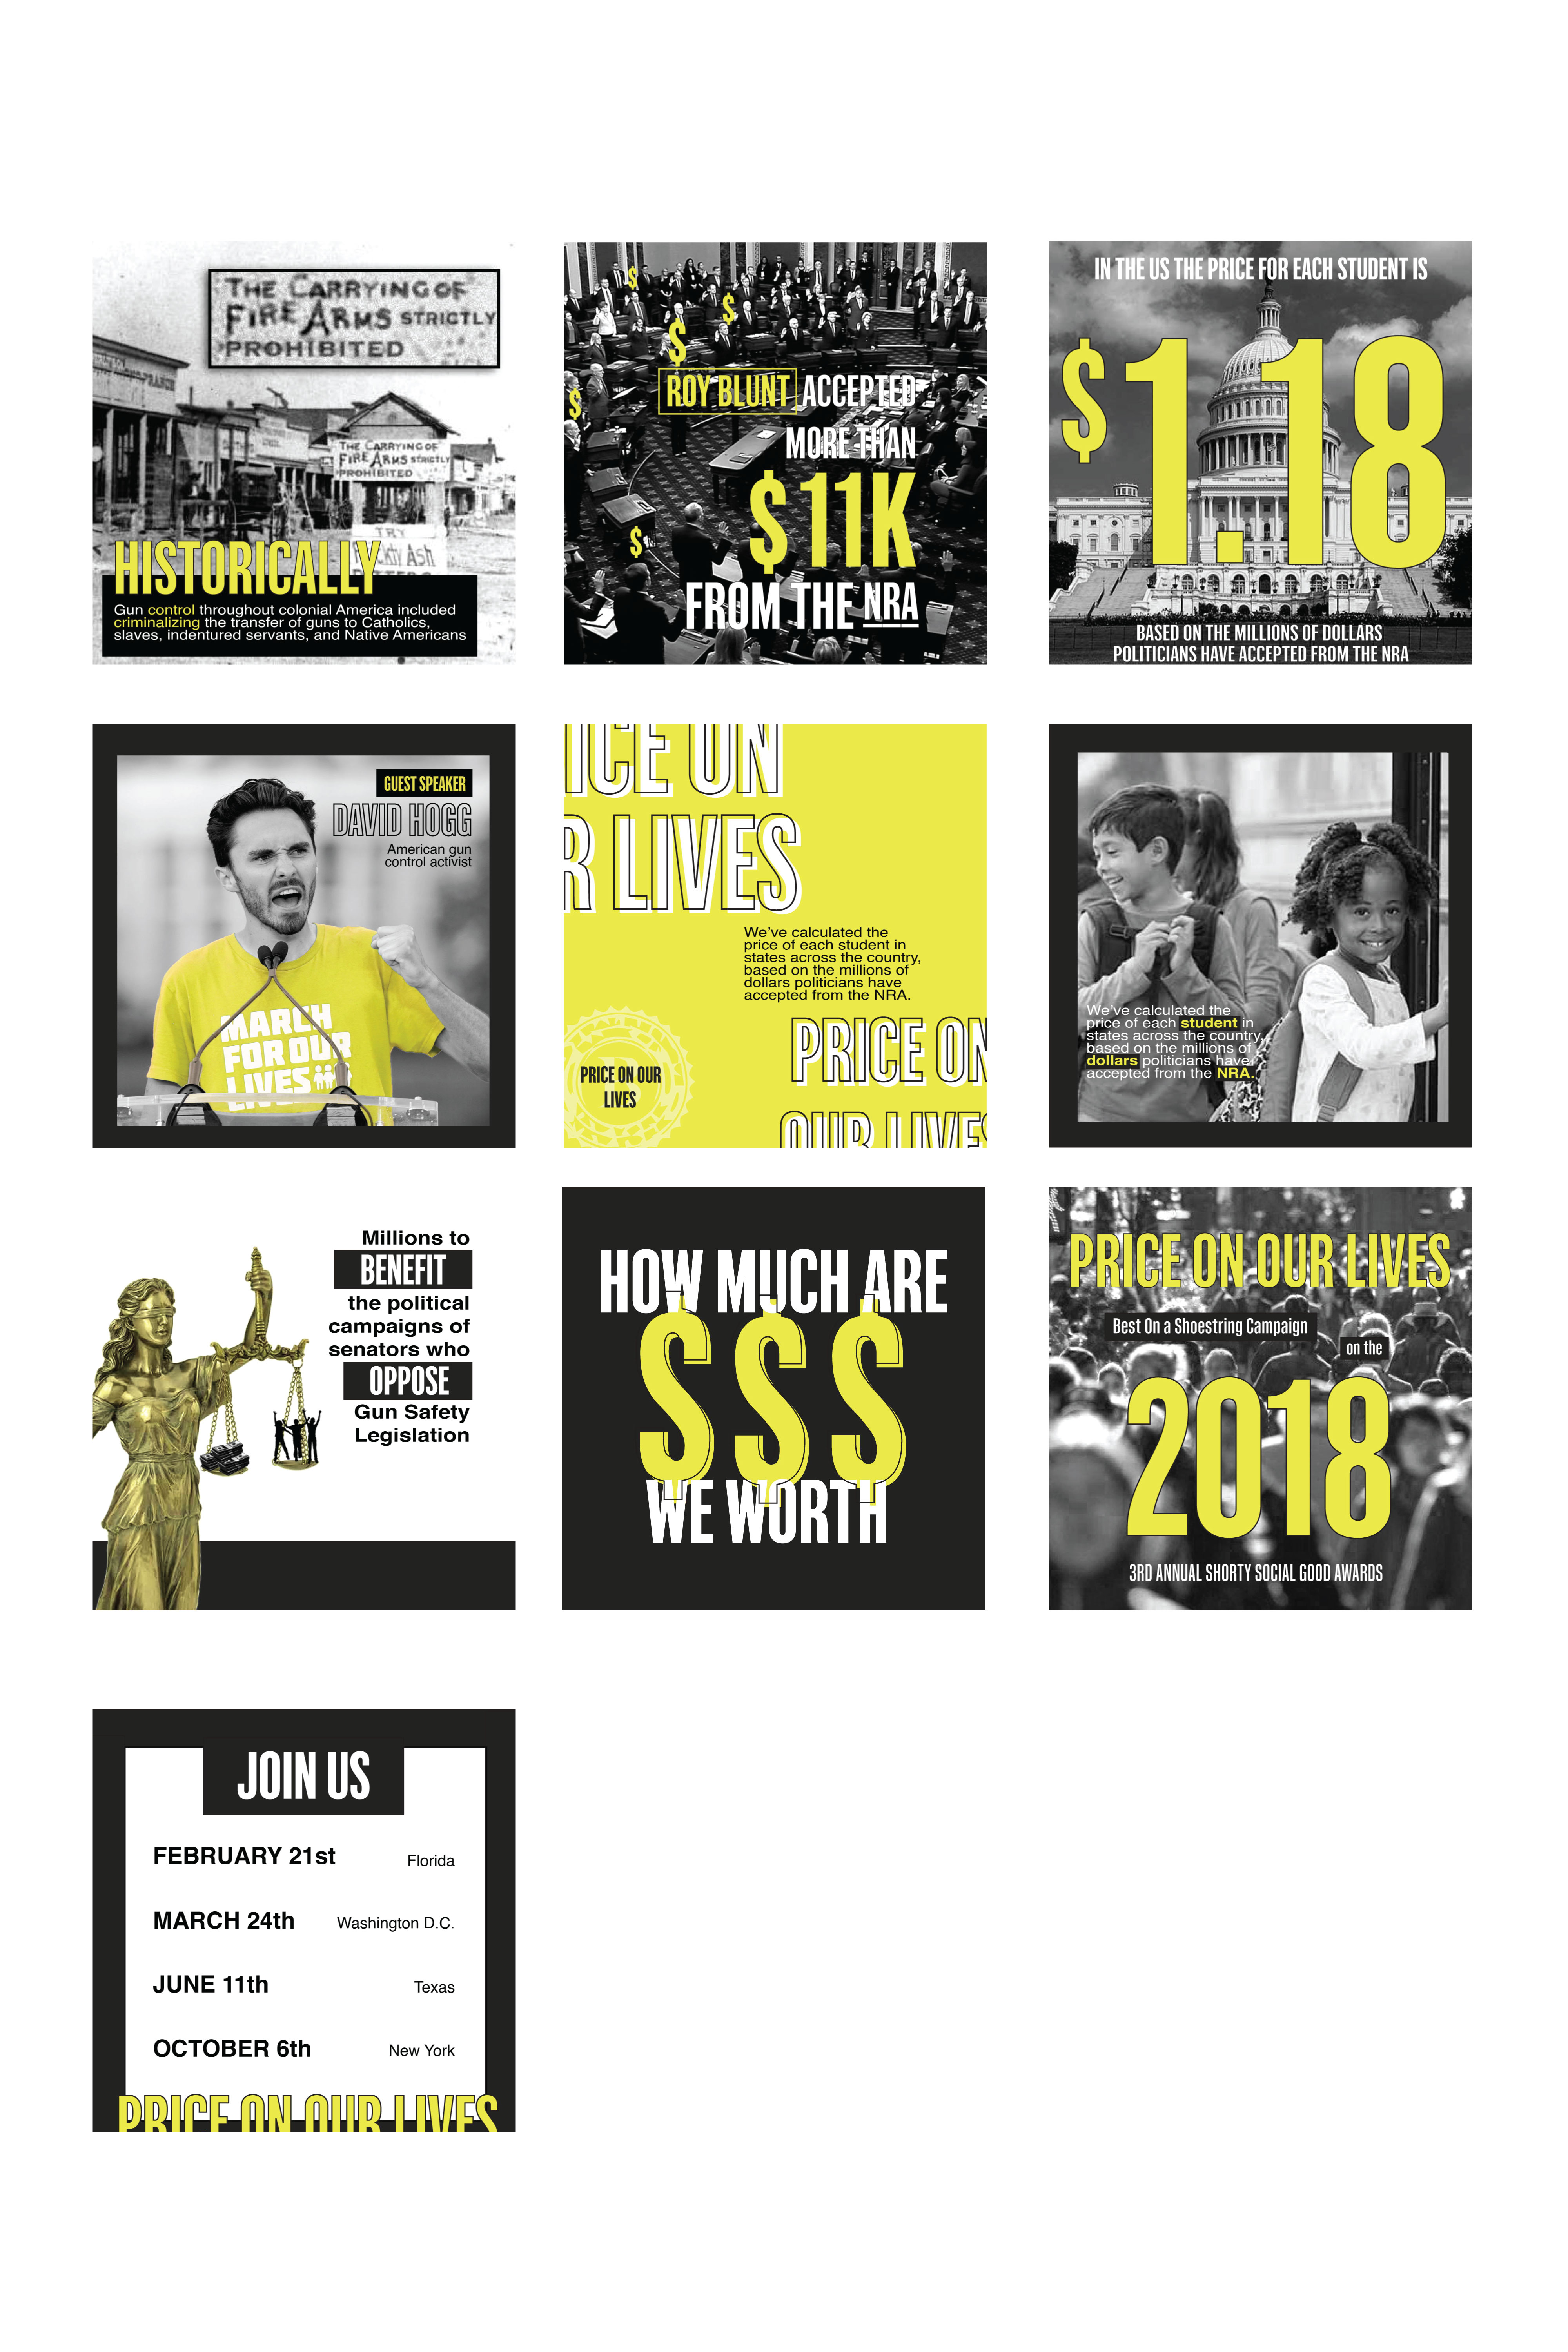 THE CARRYING OF
FIRE ARMS STRICTLY
PROHIBITED
THE CARRYING OF
FIRE ARMS STRICTLY
PROHIBITED
TRY
Ash
HISTORICALLY
Gun control throughout colonial America included
criminalizing the transfer of guns to Catholics,
slaves, indentured servants, and Native Americans
$
$
$
$
$
ROY BLUNT ACCEPTED
MORE THAN
$ 11K
FROM THE NRA
IN THE US THE PRICE FOR EACH STUDENT IS
$1.18
BASED ON THE MILLIONS OF DOLLARS
POLITICIANS HAVE ACCEPTED FROM THE NRA
GUEST SPEAKER
DAVID HOGG
American gun
control activist
MARCH
FOR OUR
LIVES
ICE ON
R LIVES
We've calculated the
price of each student in
states across the country,
based on the millions of
dollars politicians have
accepted from the NRA.
PRICE ON
OUR LIVES
PRICE ON OUR
LIVES
We've calculated the
price of each student in
states across the country,
based on the millions of
dollars politicians have
accepted from the NRA.
Millions to
BENEFIT
the political
campaigns of
senators who
OPPOSE
Gun Safety
Legislation
HOW MUCH ARE
$$$
WE WORTH
PRICE ON OUR LIVES
Best On a Shoestring Campaign
on the
2018
3RD ANNUAL SHORTY SOCIAL GOOD AWARDS
JOIN US
FEBRUARY 21st Florida
MARCH 24th Washington D.C.
JUNE 11th Texas
OCTOBER 6th New York
PRICE ON OUR LIVES